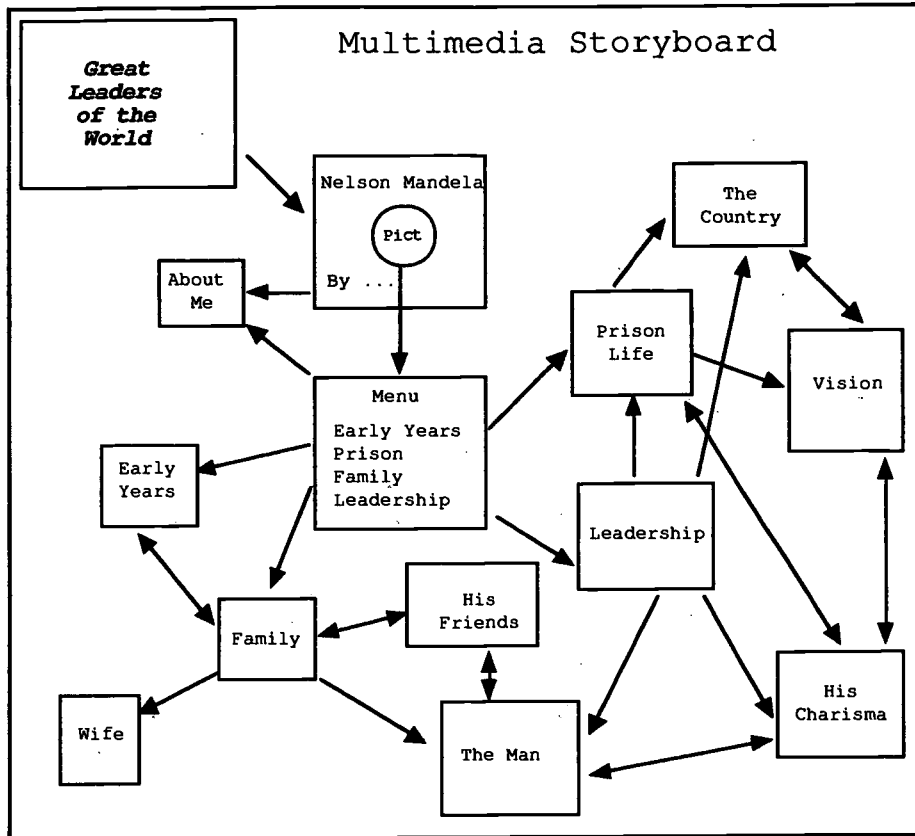 Multimedia Storyboard
Great
Leaders
of the
World
Nelson Mandela
Pict
By ...
The
Country
About
Me
Prison
Life
Vision
Menu
Early Years
Prison
Family
Leadership
Early
Years
Leadership
His
Friends
Family
His
Charisma
Wife
The Man